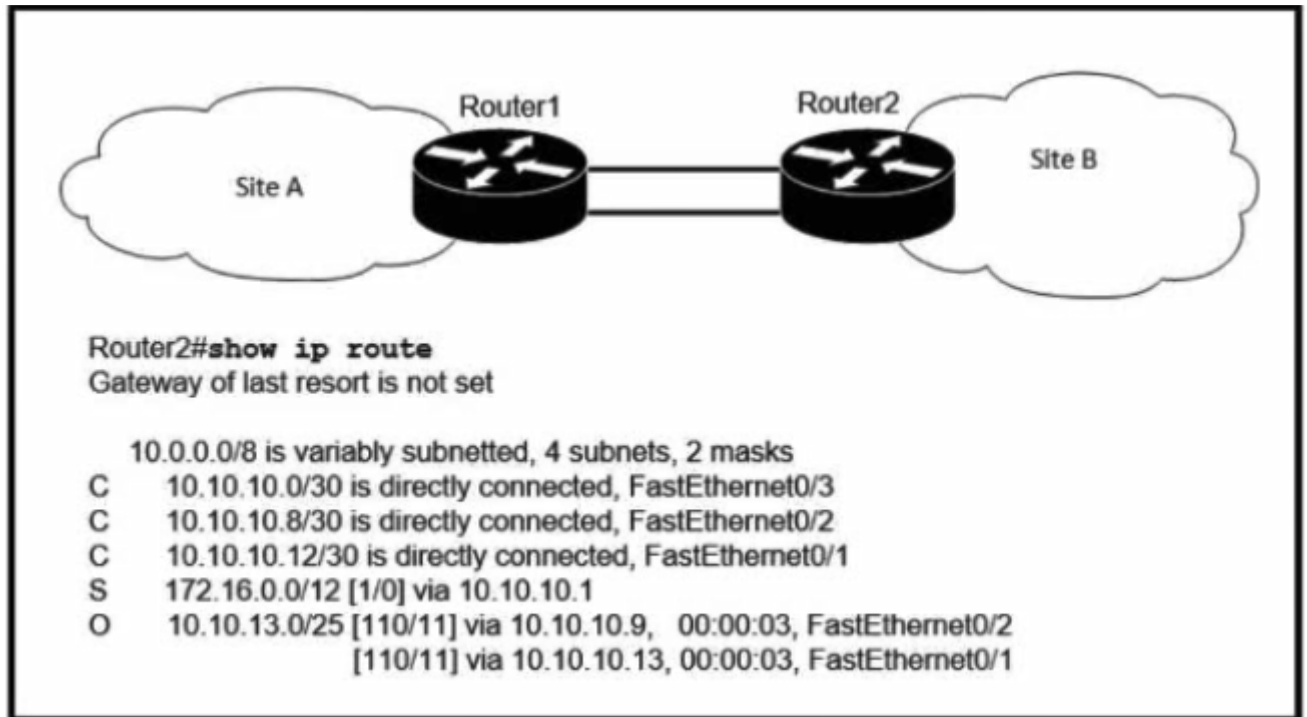 Router1
Router2
Site A
Site B
Router2#show ip route
Gateway of last resort is not set
10.0.0.0/8 is variably subnetted, 4 subnets, 2 masks
C 10.10.10.0/30 is directly connected, FastEthernet0/3
C 10.10.10.8/30 is directly connected, FastEthernet0/2
C 10.10.10.12/30 is directly connected, FastEthernet0/1
S 172.16.0.0/12 [1/0] via 10.10.10.1
O 10.10.13.0/25 [110/11] via 10.10.10.9, 00:00:03, FastEthernet0/2
[110/11] via 10.10.10.13, 00:00:03, FastEthernet0/1